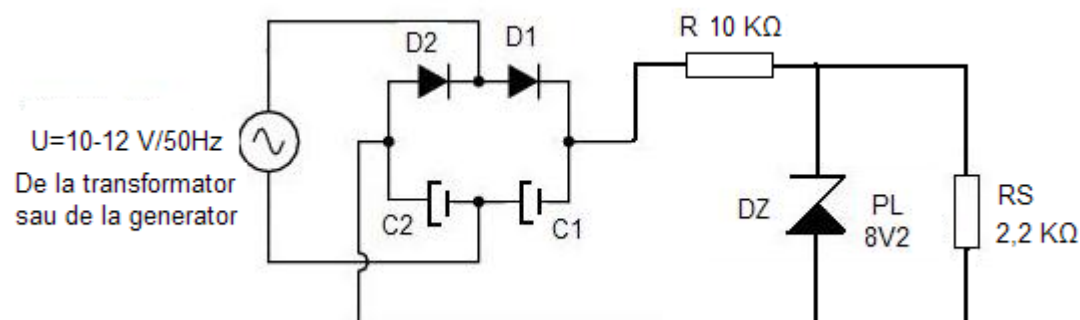 R 10 KΩ
D2
D1
U=10-12 V/50Hz
De la transformator
sau de la generator
C2
C1
DZ
PL
8V2
RS
2,2 KΩ